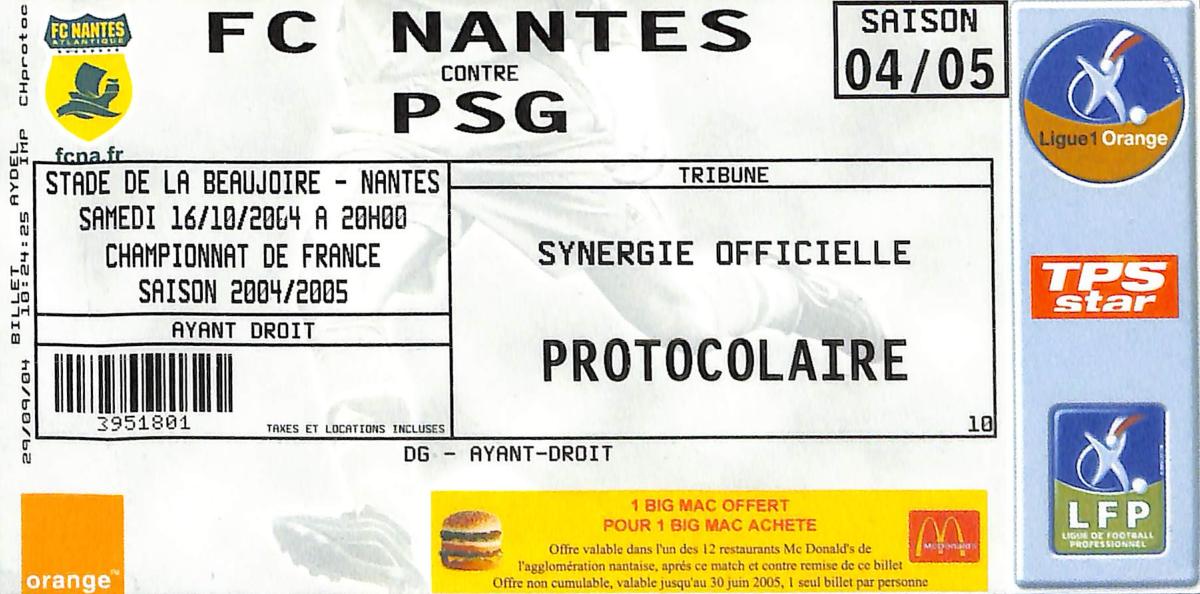 FC NANTES
ATLANTIQUE
fcna.fr
FC NANTES
CONTRE
PSG
SAISON
04/05
Ligue1 Orange
TPS
star
LFP
LIGUE DE FOOTBALL
PROFESSIONNEL
STADE DE LA BEAUJOIRE - NANTES
SAMEDI 16/10/2004 A 20H00
CHAMPIONNAT DE FRANCE
SAISON 2004/2005
AYANT DROIT
3951801
TAXES ET LOCATIONS INCLUSES
TRIBUNE
SYNERGIE OFFICIELLE
PROTOCOLAIRE
10
DG - AYANT-DROIT
29/09/04 BILLET AYDEL CHprotoc
10:24:25 IMP
orange™
1 BIG MAC OFFERT
POUR 1 BIG MAC ACHETE
Offre valable dans l'un des 12 restaurants Mc Donald's de
l'agglomération nantaise, après ce match et contre remise de ce billet
Offre non cumulable, valable jusqu'au 30 juin 2005, 1 seul billet par personne
McDonald's